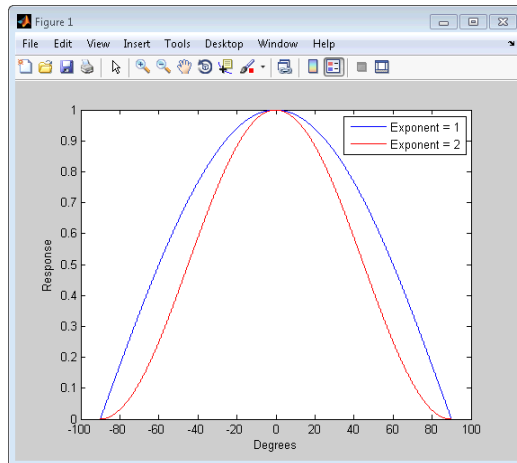 Figure 1
File Edit View Insert Tools Desktop Window Help
Exponent = 1
Exponent = 2
Response
1
0.9
0.8
0.7
0.6
0.5
0.4
0.3
0.2
0.1
0
-100 -80 -60 -40 -20 0 20 40 60 80 100
Degrees